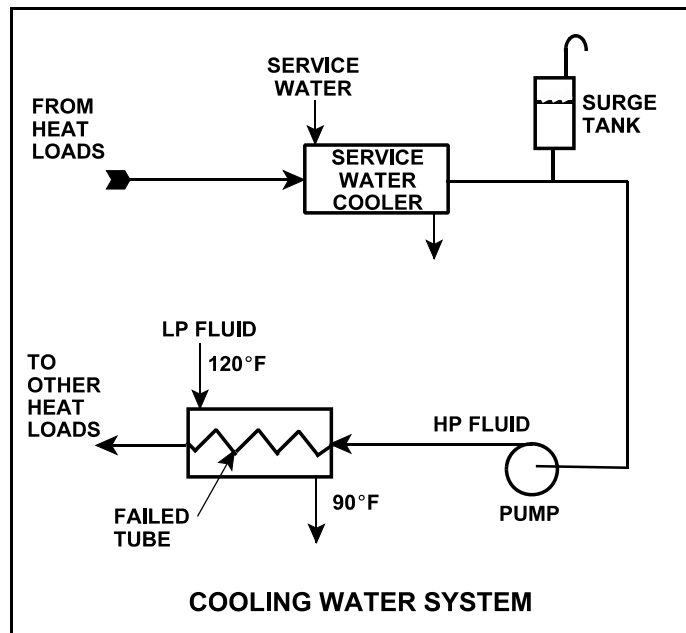 SERVICE
WATER
FROM
HEAT
LOADS
SERVICE
WATER
COOLER
SURGE
TANK
LP FLUID
120°F
TO
OTHER
HEAT
LOADS
HP FLUID
FAILED
TUBE
90°F
PUMP
COOLING WATER SYSTEM